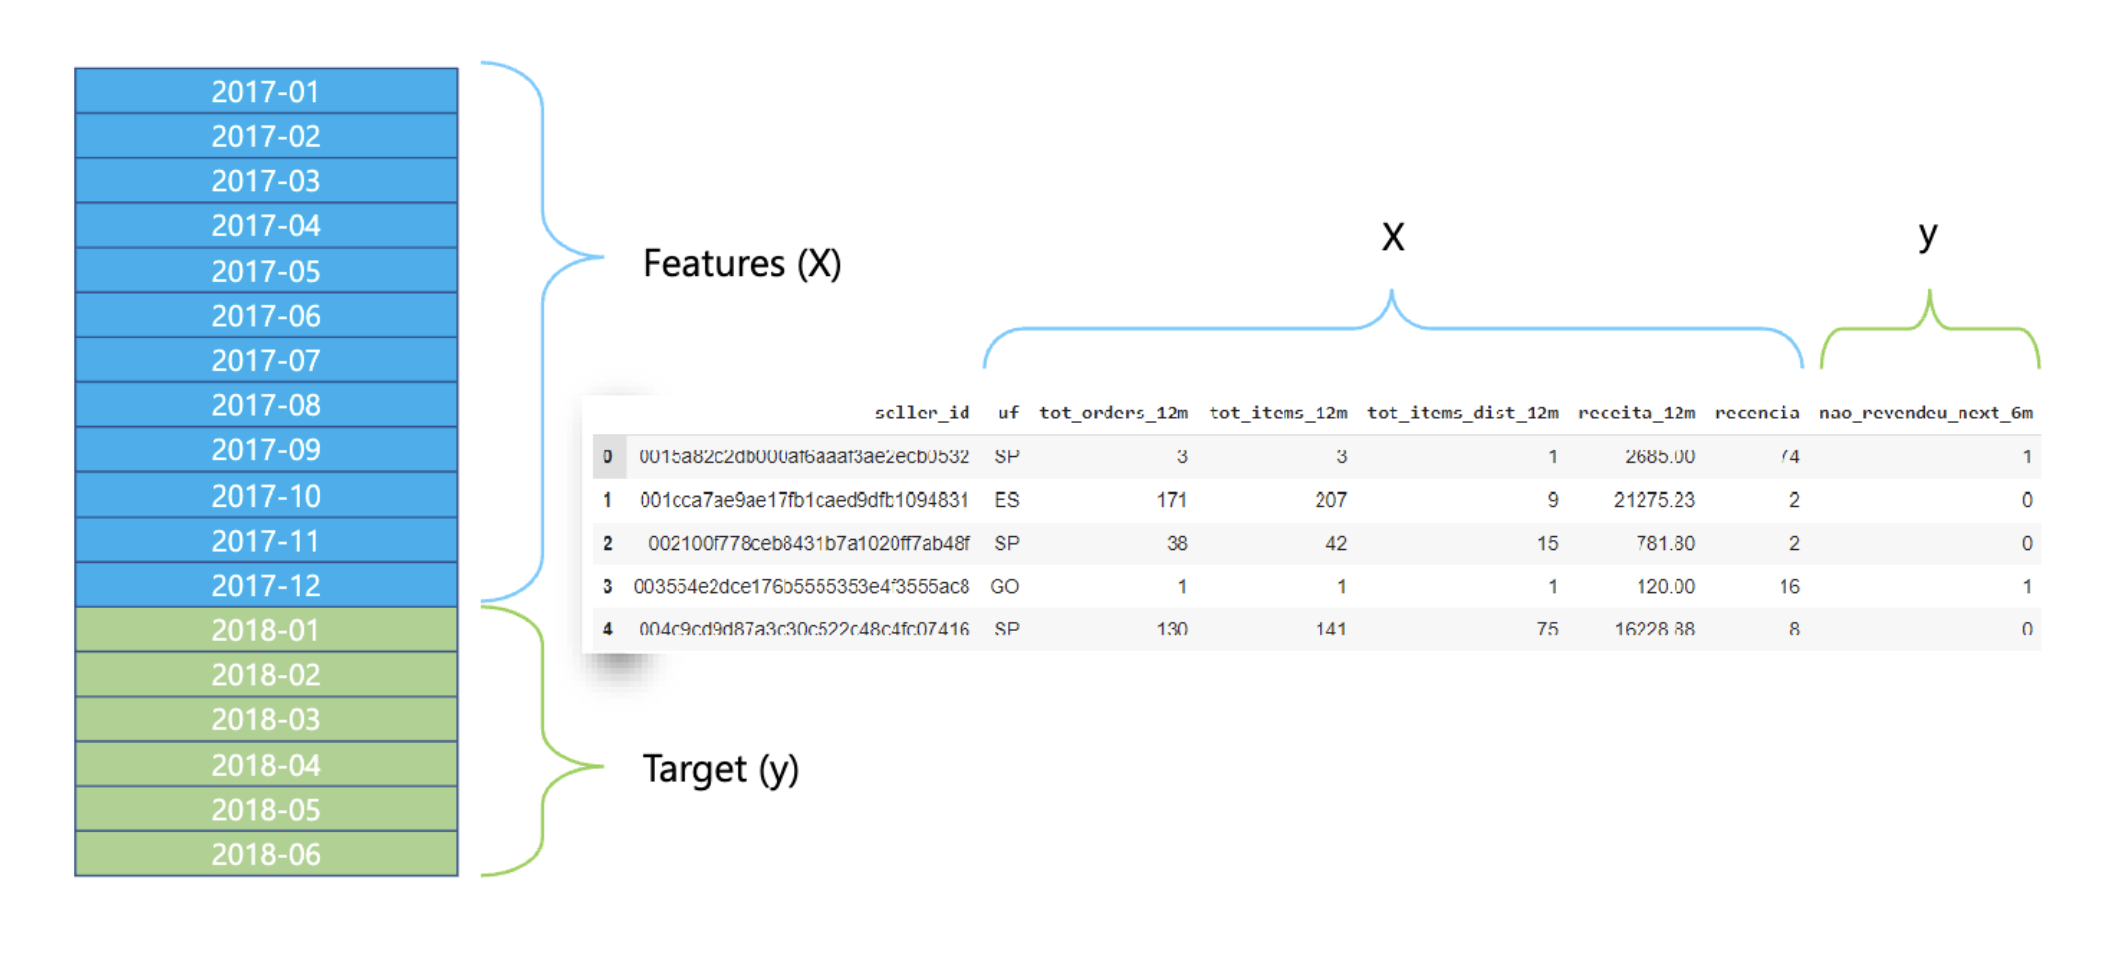 2017-01
2017-02
2017-03
2017-04
2017-05
2017-06
2017-07
2017-08
2017-09
2017-10
2017-11
2017-12
2018-01
2018-02
2018-03
2018-04
2018-05
2018-06
Features (X)
Target (y)
X y
seller_id uf tot_orders_12m tot_items_12m tot_items_dist_12m receita_12m recencia nao_revendeu_next_6m
0 0015a82c2db000af6aaaf3ae2ecb0532 SP 3 3 1 2685.00 74 1
1 001cca7ae9ae17fb1caed9dfb1094831 ES 171 207 9 21275.23 2 0
2 002100f778ceb8431b7a1020ff7ab48f SP 38 42 15 781.80 2 0
3 003554e2dce176b5555353e4f3555ac8 GO 1 1 1 120.00 16 1
4 004c9cd9d87a3c30c522c48c4fc07416 SP 130 141 75 16228.88 8 0